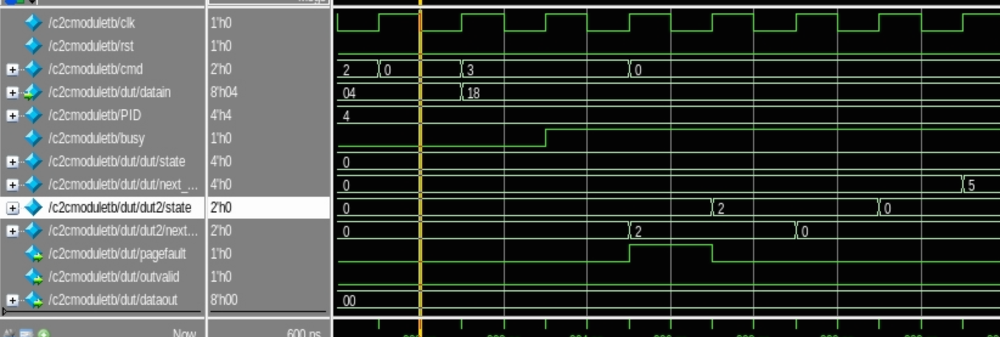 /c2cmoduletb/clk 1'h0
/c2cmoduletb/rst 1'h0
/c2cmoduletb/cmd 2'h0 2 0 3 0
/c2cmoduletb/dut/datain 8'h04 04 18
/c2cmoduletb/PID 4'h4 4
/c2cmoduletb/busy 1'h0
/c2cmoduletb/dut/dut/state 4'h0 0
/c2cmoduletb/dut/dut/next_... 4'h0 0 5
/c2cmoduletb/dut/dut2/state 2'h0 0 2 0
/c2cmoduletb/dut/dut2/next... 2'h0 0 2 0
/c2cmoduletb/dut/pagefault 1'h0
/c2cmoduletb/dut/outvalid 1'h0
/c2cmoduletb/dut/dataout 8'h00 00
Now 600 ns